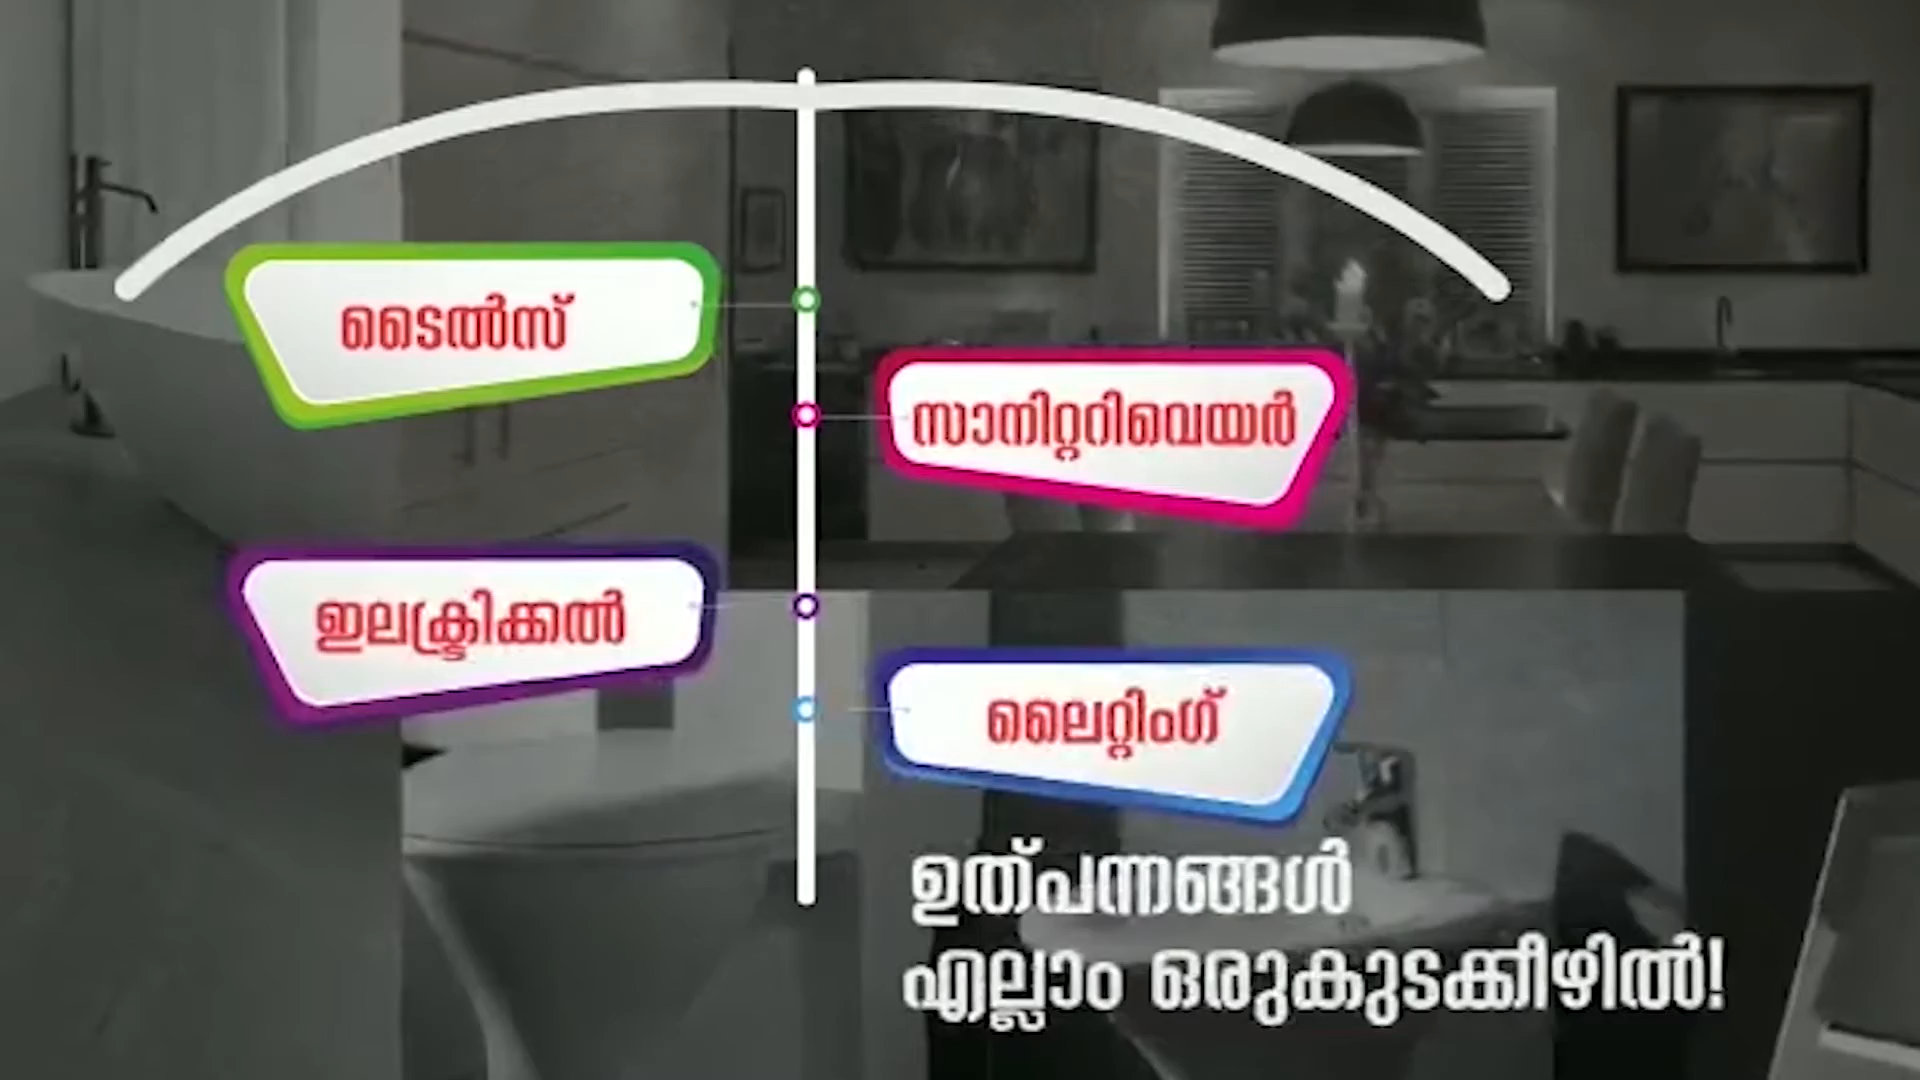 ടൈൽസ്
സാനിറ്ററിവെയർ
ഇലക്ട്രിക്കൽ
ലൈറ്റിംഗ്
ഉത്പന്നങ്ങൾ
എല്ലാം ഒരുകുടക്കീഴിൽ!